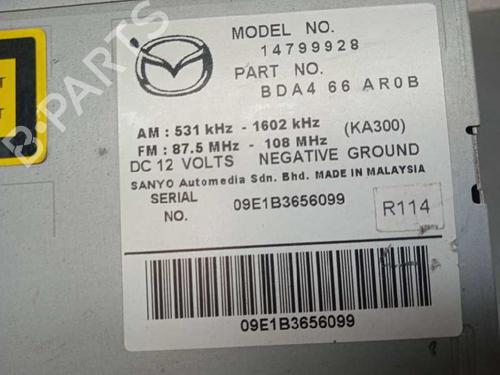 MODEL NO.
14799928
PART NO.
BDA4 66 AR0B
AM : 531 kHz - 1602 kHz
FM : 87.5 MHz - 108 MHz (KA300)
DC 12 VOLTS NEGATIVE GROUND
SANYO Automedia Sdn. Bhd. MADE IN MALAYSIA
SERIAL NO. 09E1B3656099
R114
09E1B3656099
B-PARTS